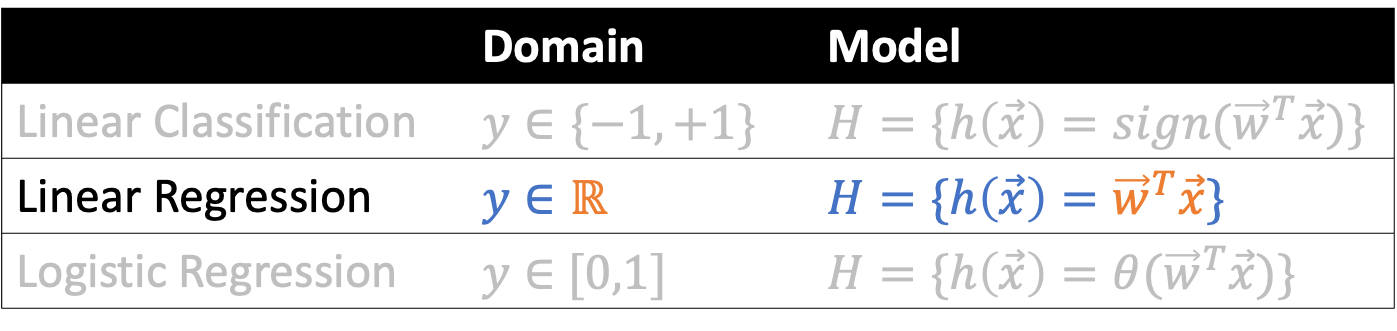 Domain Model
Linear Classification y ∈ {−1, +1} H = {h(x⃗) = sign(w⃗ᵀx⃗)}
Linear Regression y ∈ ℝ H = {h(x⃗) = w⃗ᵀx⃗}
Logistic Regression y ∈ [0,1] H = {h(x⃗) = θ(w⃗ᵀx⃗)}